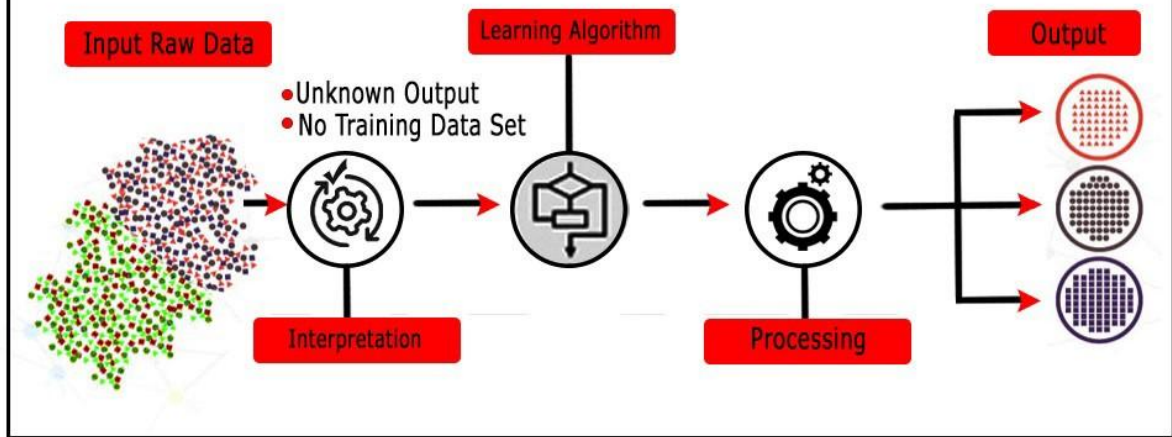 Input Raw Data
Learning Algorithm
Output
Unknown Output
No Training Data Set
Interpretation
Processing